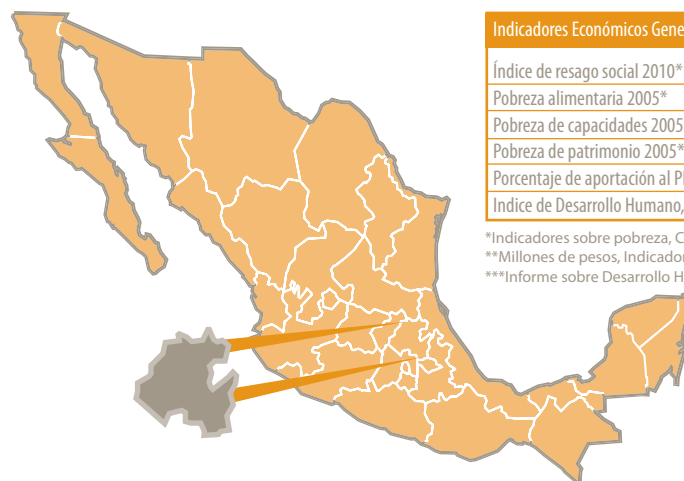 Indicadores Económicos Gene
Índice de resago social 2010*
Pobreza alimentaria 2005*
Pobreza de capacidades 2005
Pobreza de patrimonio 2005*
Porcentaje de aportación al P
Indice de Desarrollo Humano,
*Indicadores sobre pobreza, C
**Millones de pesos, Indicador
***Informe sobre Desarrollo H